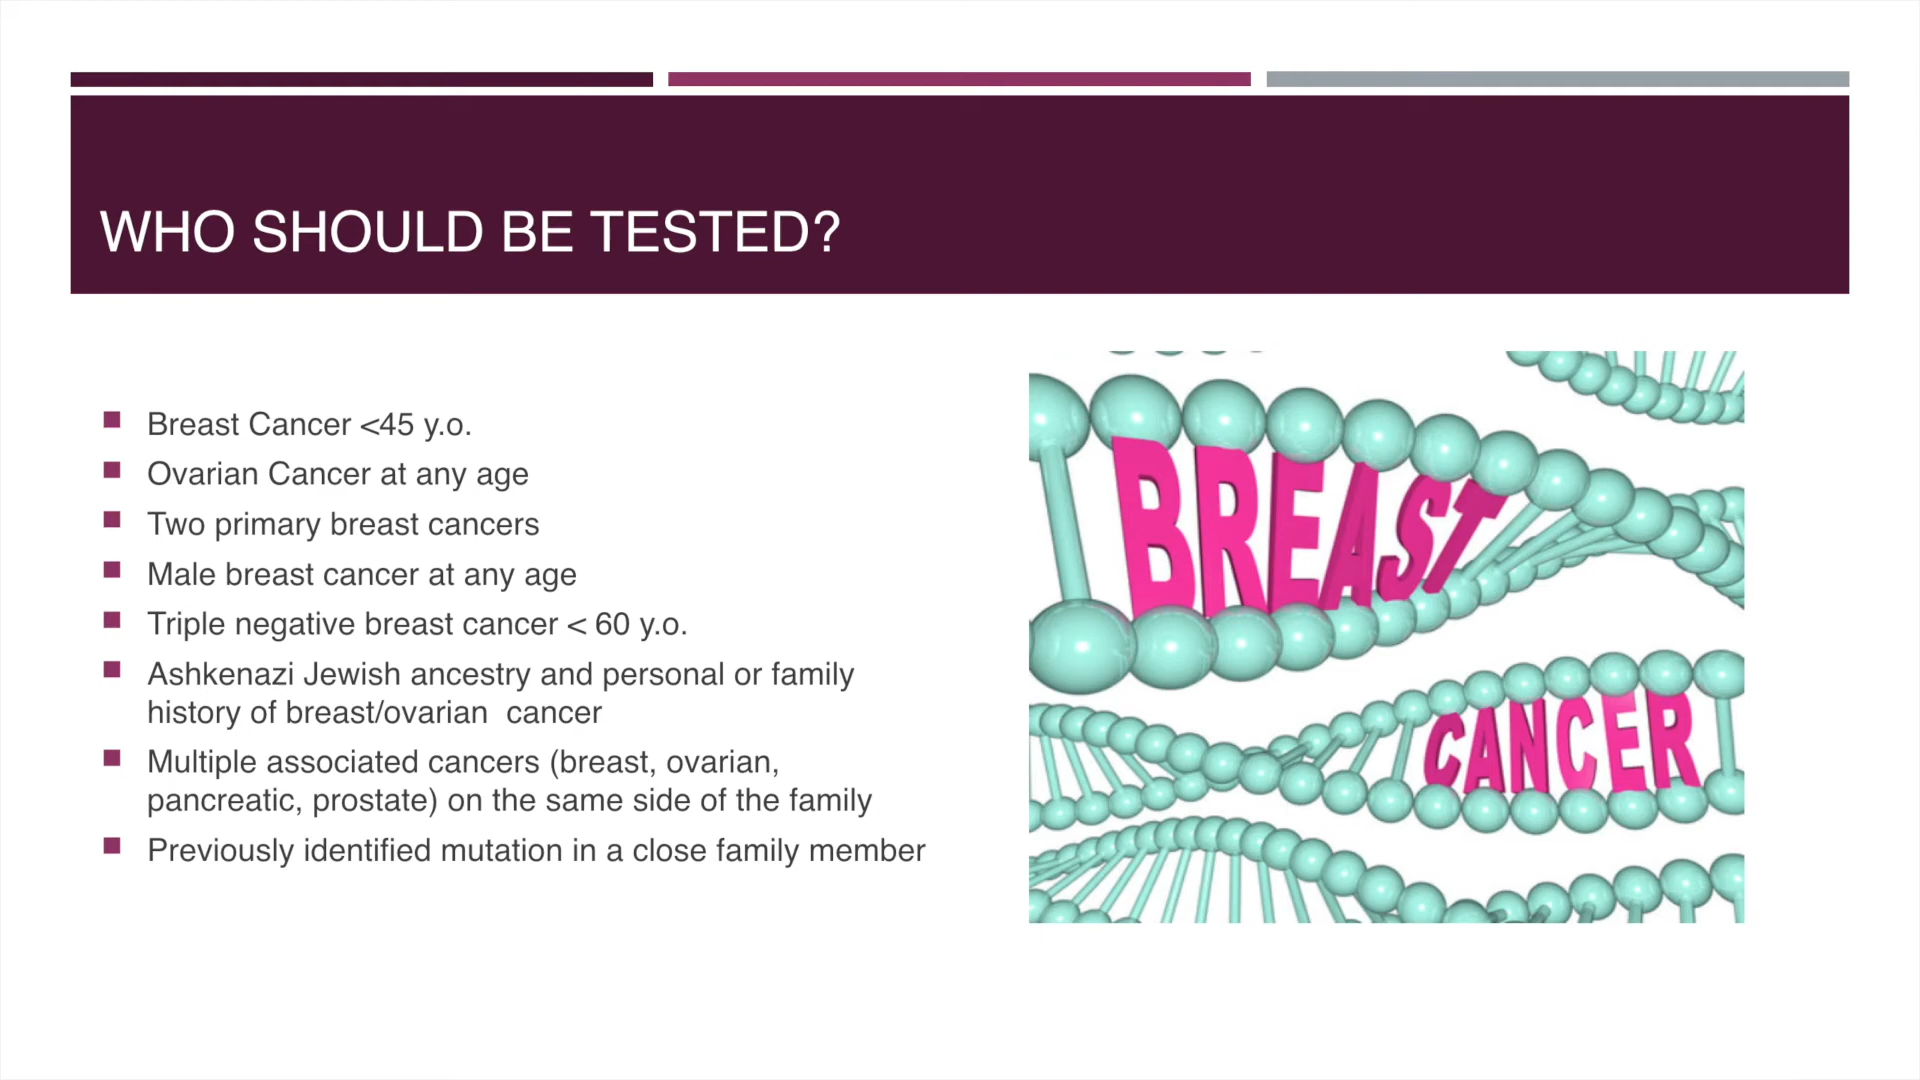 WHO SHOULD BE TESTED?
Breast Cancer <45 y.o.
Ovarian Cancer at any age
Two primary breast cancers
Male breast cancer at any age
Triple negative breast cancer < 60 y.o.
Ashkenazi Jewish ancestry and personal or family
history of breast/ovarian  cancer
Multiple associated cancers (breast, ovarian,
pancreatic, prostate) on the same side of the family
Previously identified mutation in a close family member
BREAST
CANCER